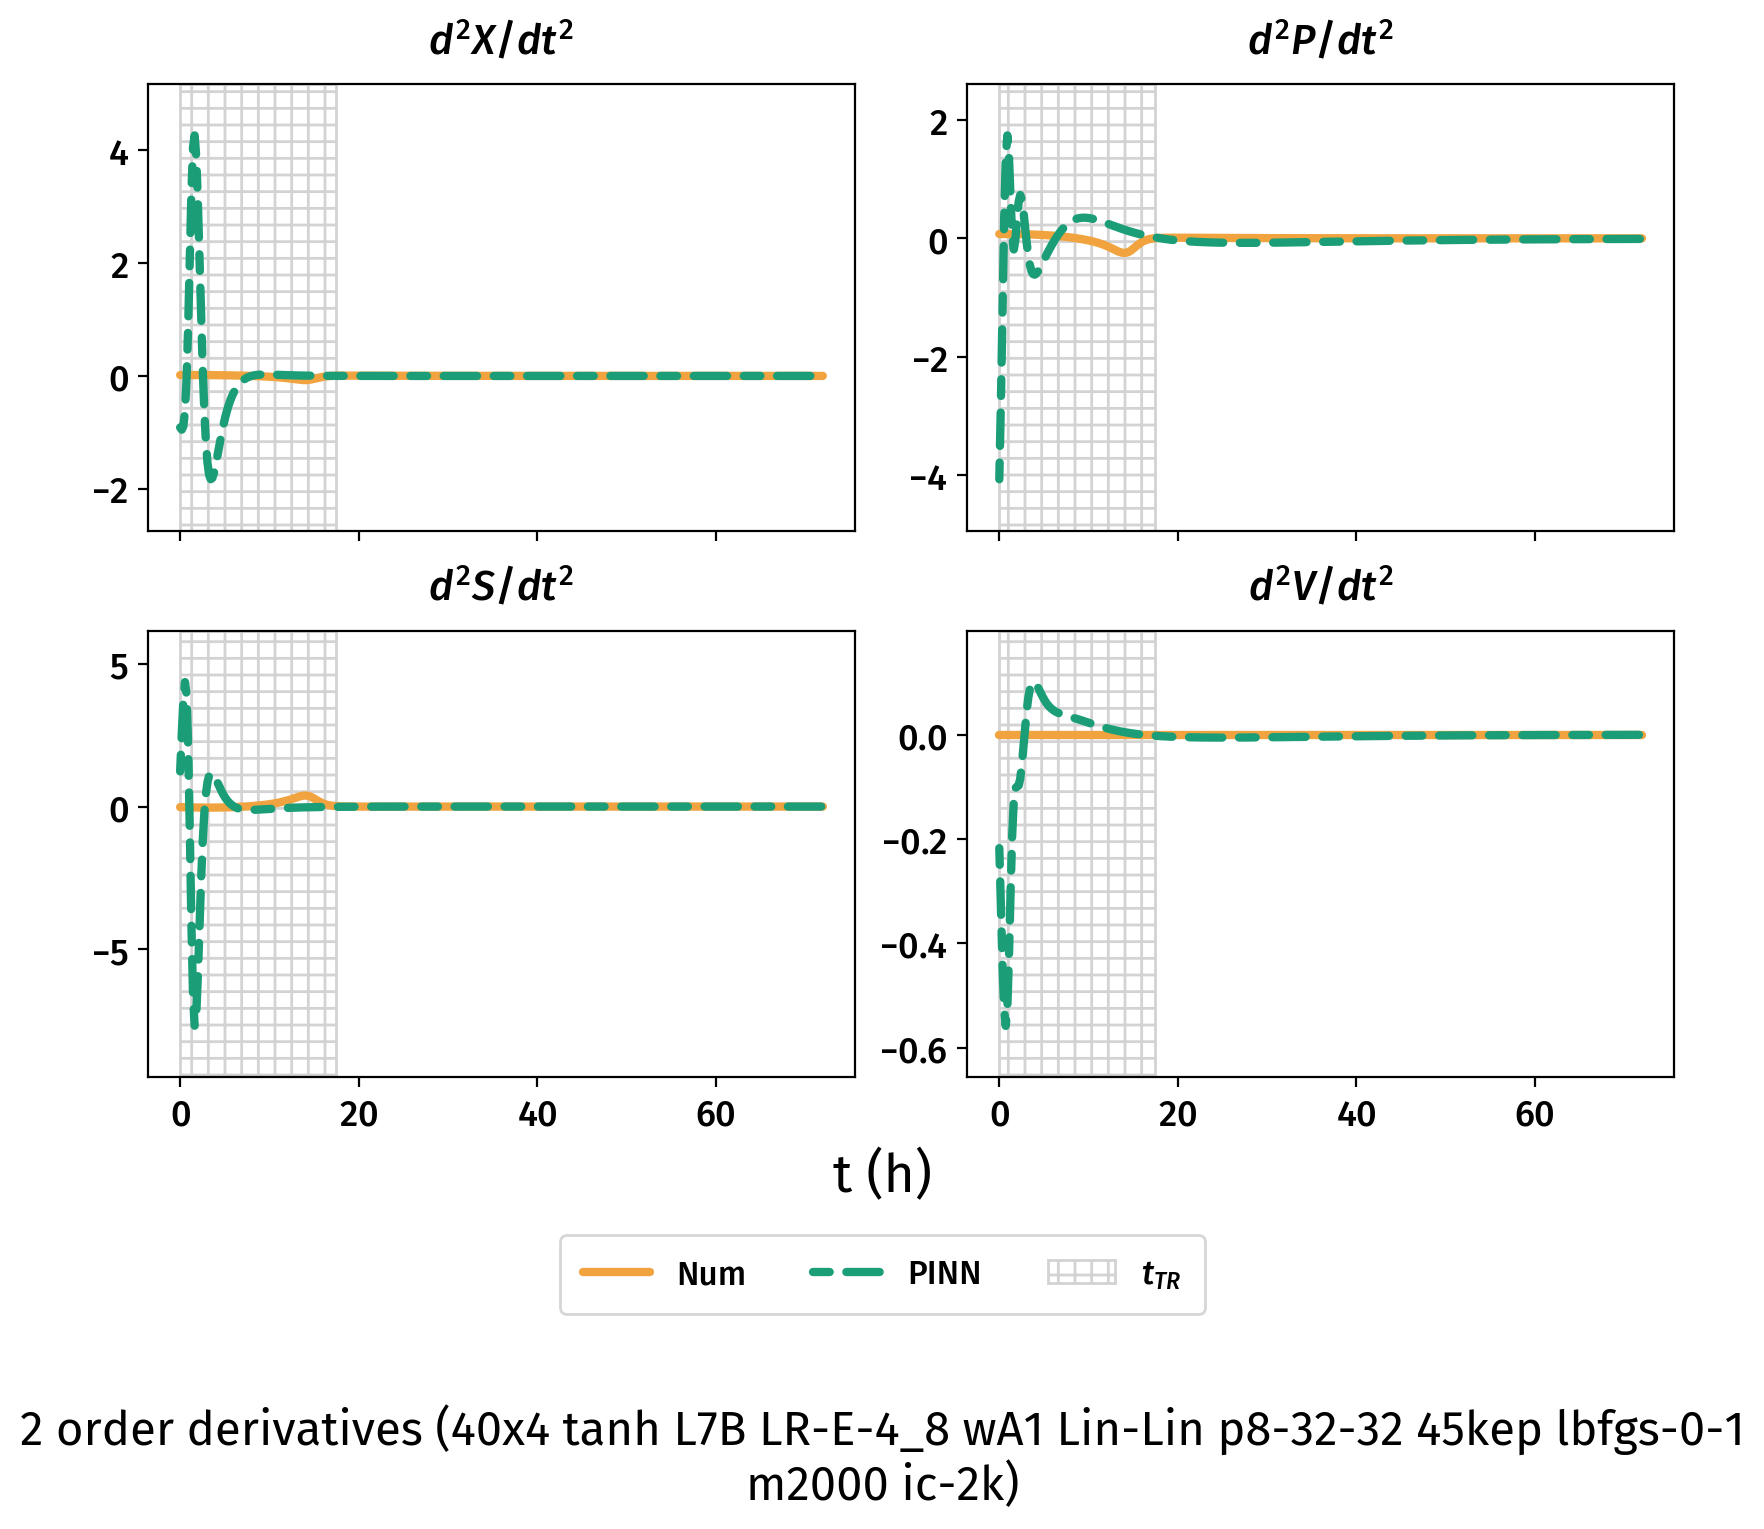 d²X/dt²
d²P/dt²
4
2
0
−2
2
0
−2
−4
d²S/dt²
d²V/dt²
5
0
−5
0.0
−0.2
−0.4
−0.6
0 20 40 60
0 20 40 60
t (h)
Num PINN t_TR
2 order derivatives (40x4 tanh L7B LR-E-4_8 wA1 Lin-Lin p8-32-32 45kep lbfgs-0-1
m2000 ic-2k)